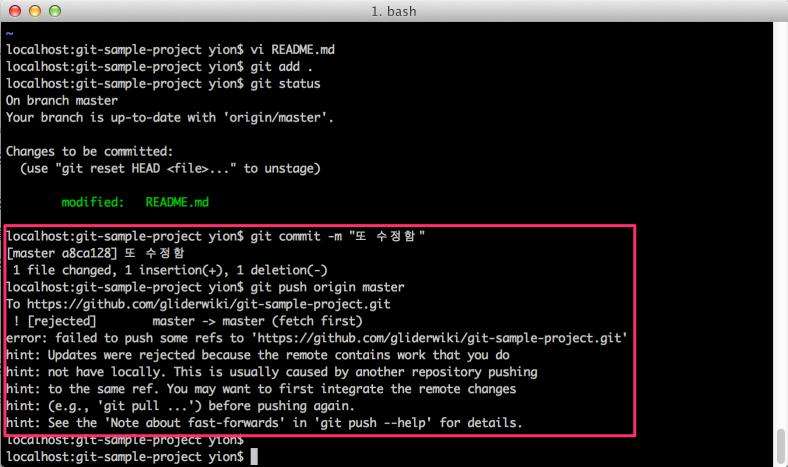 1. bash
~
localhost:git-sample-project yion$ vi README.md
localhost:git-sample-project yion$ git add .
localhost:git-sample-project yion$ git status
On branch master
Your branch is up-to-date with 'origin/master'.
Changes to be committed:
(use "git reset HEAD <file>..." to unstage)
modified: README.md
localhost:git-sample-project yion$ git commit -m "또 수정함"
[master a8ca128] 또 수정함
1 file changed, 1 insertion(+), 1 deletion(-)
localhost:git-sample-project yion$ git push origin master
To https://github.com/gliderwiki/git-sample-project.git
! [rejected] master -> master (fetch first)
error: failed to push some refs to 'https://github.com/gliderwiki/git-sample-project.git'
hint: Updates were rejected because the remote contains work that you do
hint: not have locally. This is usually caused by another repository pushing
hint: to the same ref. You may want to first integrate the remote changes
hint: (e.g., 'git pull ...') before pushing again.
hint: See the 'Note about fast-forwards' in 'git push --help' for details.
localhost:git-sample-project yion$
localhost:git-sample-project yion$